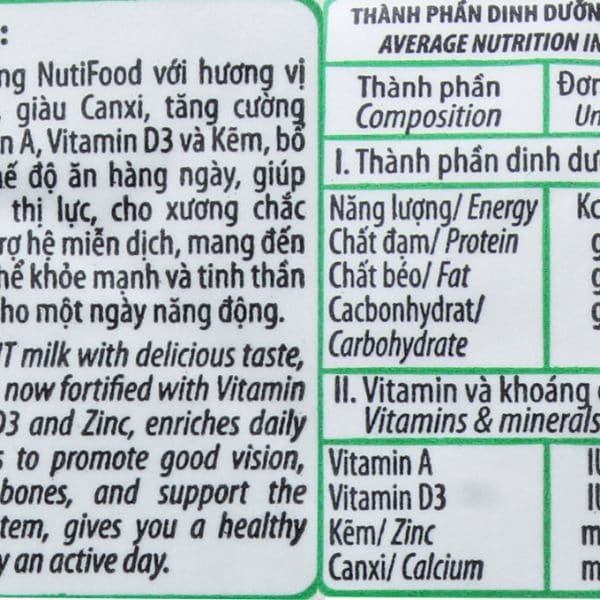 :
ng NutiFood với hương vị
, giàu Canxi, tăng cường
n A, Vitamin D3 và Kẽm, bổ
ế độ ăn hàng ngày, giúp
thị lực, cho xương chắc
rợ hệ miễn dịch, mang đến
hể khỏe mạnh và tinh thần
ho một ngày năng động.
T milk with delicious taste,
now fortified with Vitamin
D3 and Zinc, enriches daily
s to promote good vision,
bones, and support the
tem, gives you a healthy
y an active day.
THÀNH PHẦN DINH DƯỠN
AVERAGE NUTRITION IN
Thành phần
Composition
Đơn
Un
I. Thành phần dinh dư
Năng lượng/ Energy Kc
Chất đạm/ Protein g
Chất béo/ Fat g
Cacbonhydrat/ g
Carbohydrate
II. Vitamin và khoáng
Vitamins & minerals
Vitamin A IU
Vitamin D3 IU
Kẽm/ Zinc m
Canxi/ Calcium m